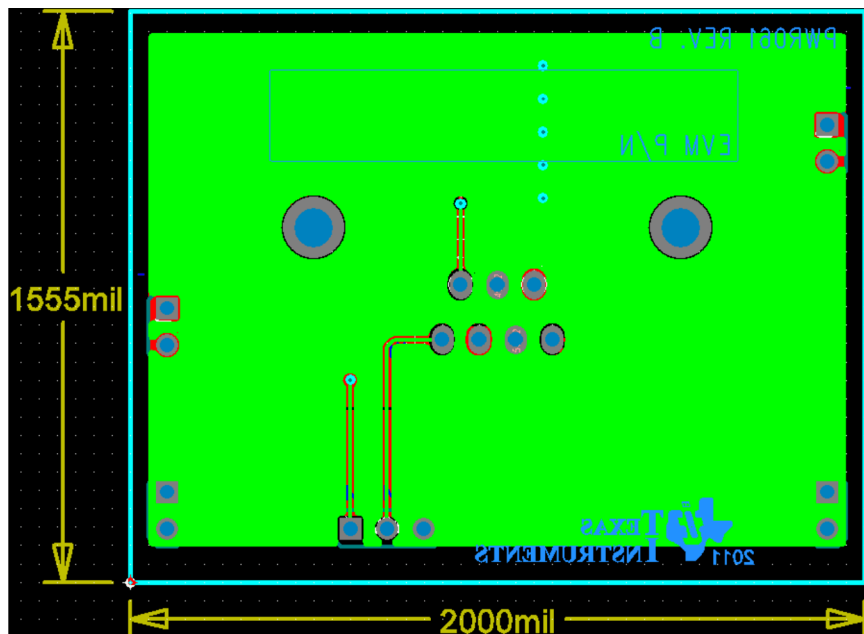 PWR061 REV. B
EVM P/N
1555mil
TEXAS
INSTRUMENTS
2011
2000mil